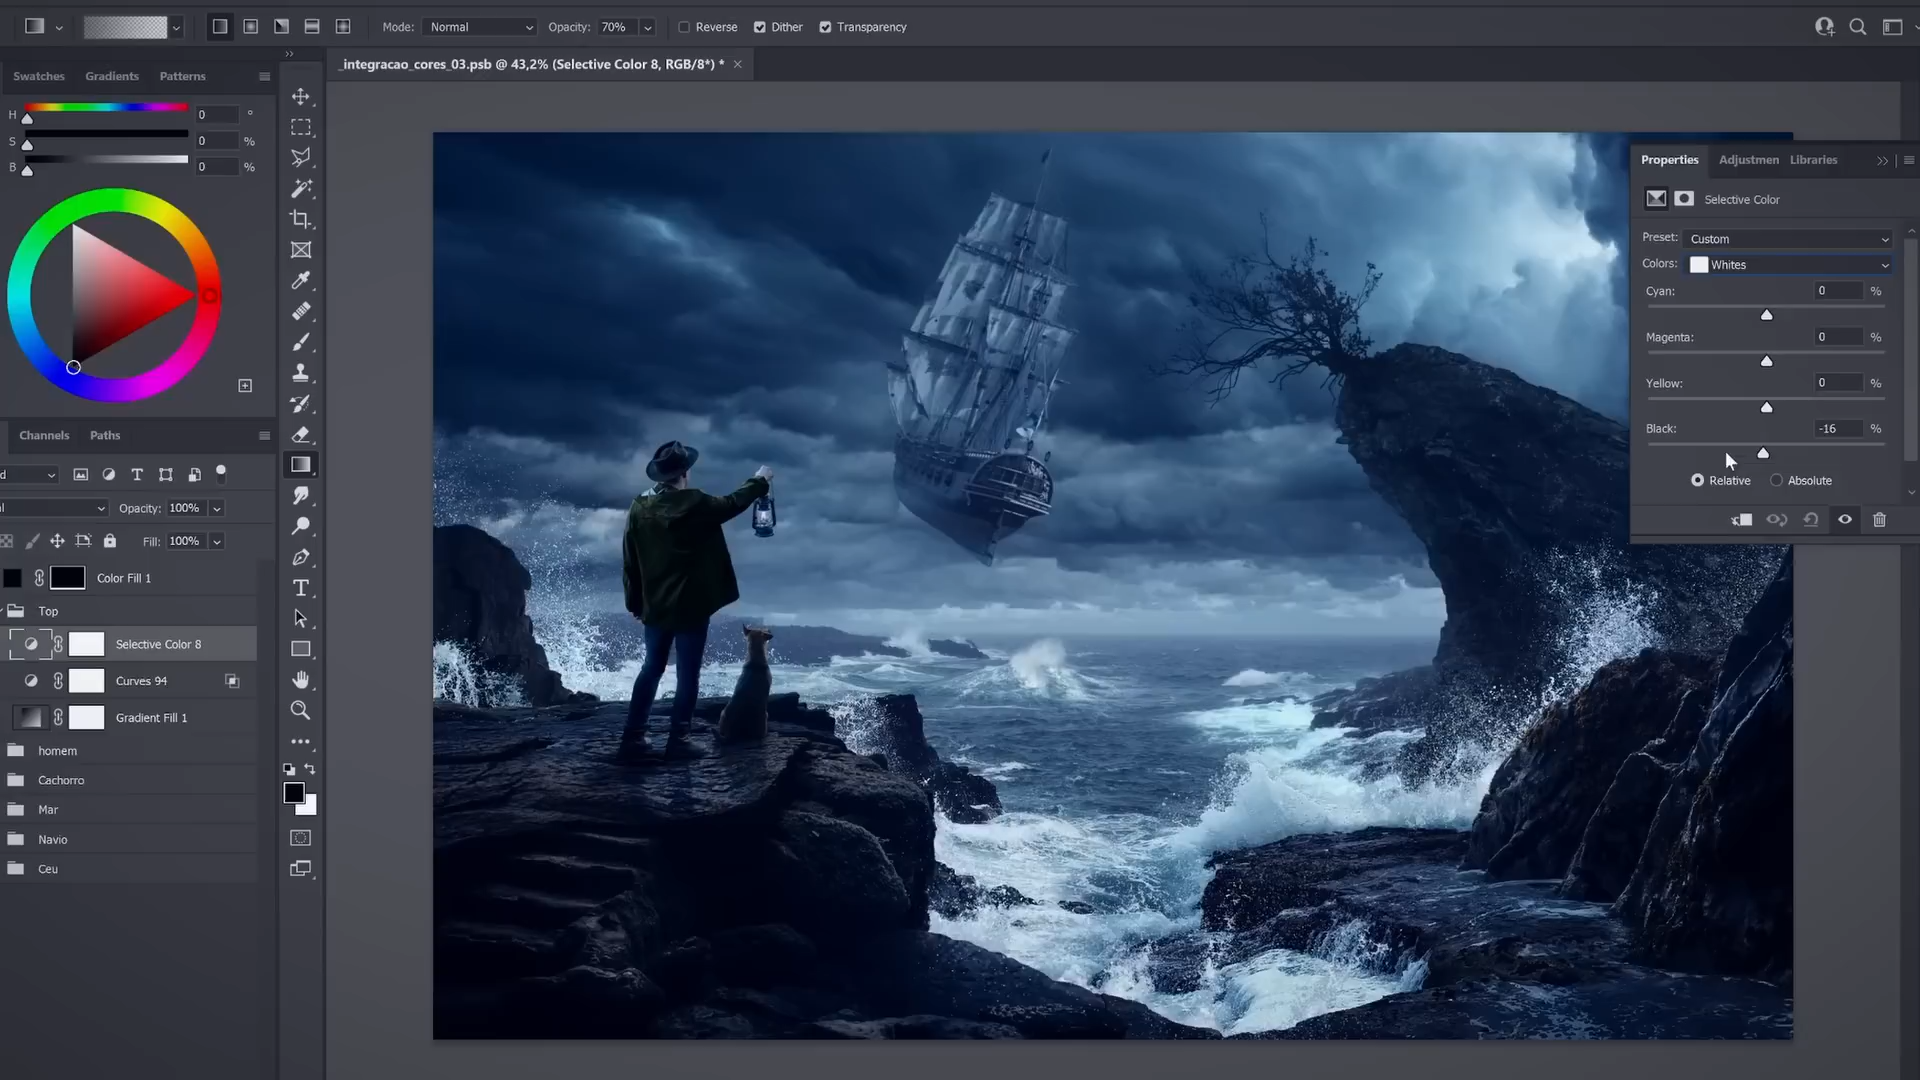 Mode: Normal Opacity: 70% Reverse Dither Transparency
_integracao_cores_03.psb @ 43,2% (Selective Color 8, RGB/8*) *
Swatches Gradients Patterns
H 0 °
S 0 %
B 0 %
Channels Paths
Opacity: 100%
Fill: 100%
Color Fill 1
Top
Selective Color 8
Curves 94
Gradient Fill 1
homem
Cachorro
Mar
Navio
Ceu
Properties Adjustmen Libraries
Selective Color
Preset: Custom
Colors: Whites
Cyan: 0 %
Magenta: 0 %
Yellow: 0 %
Black: -16 %
Relative Absolute